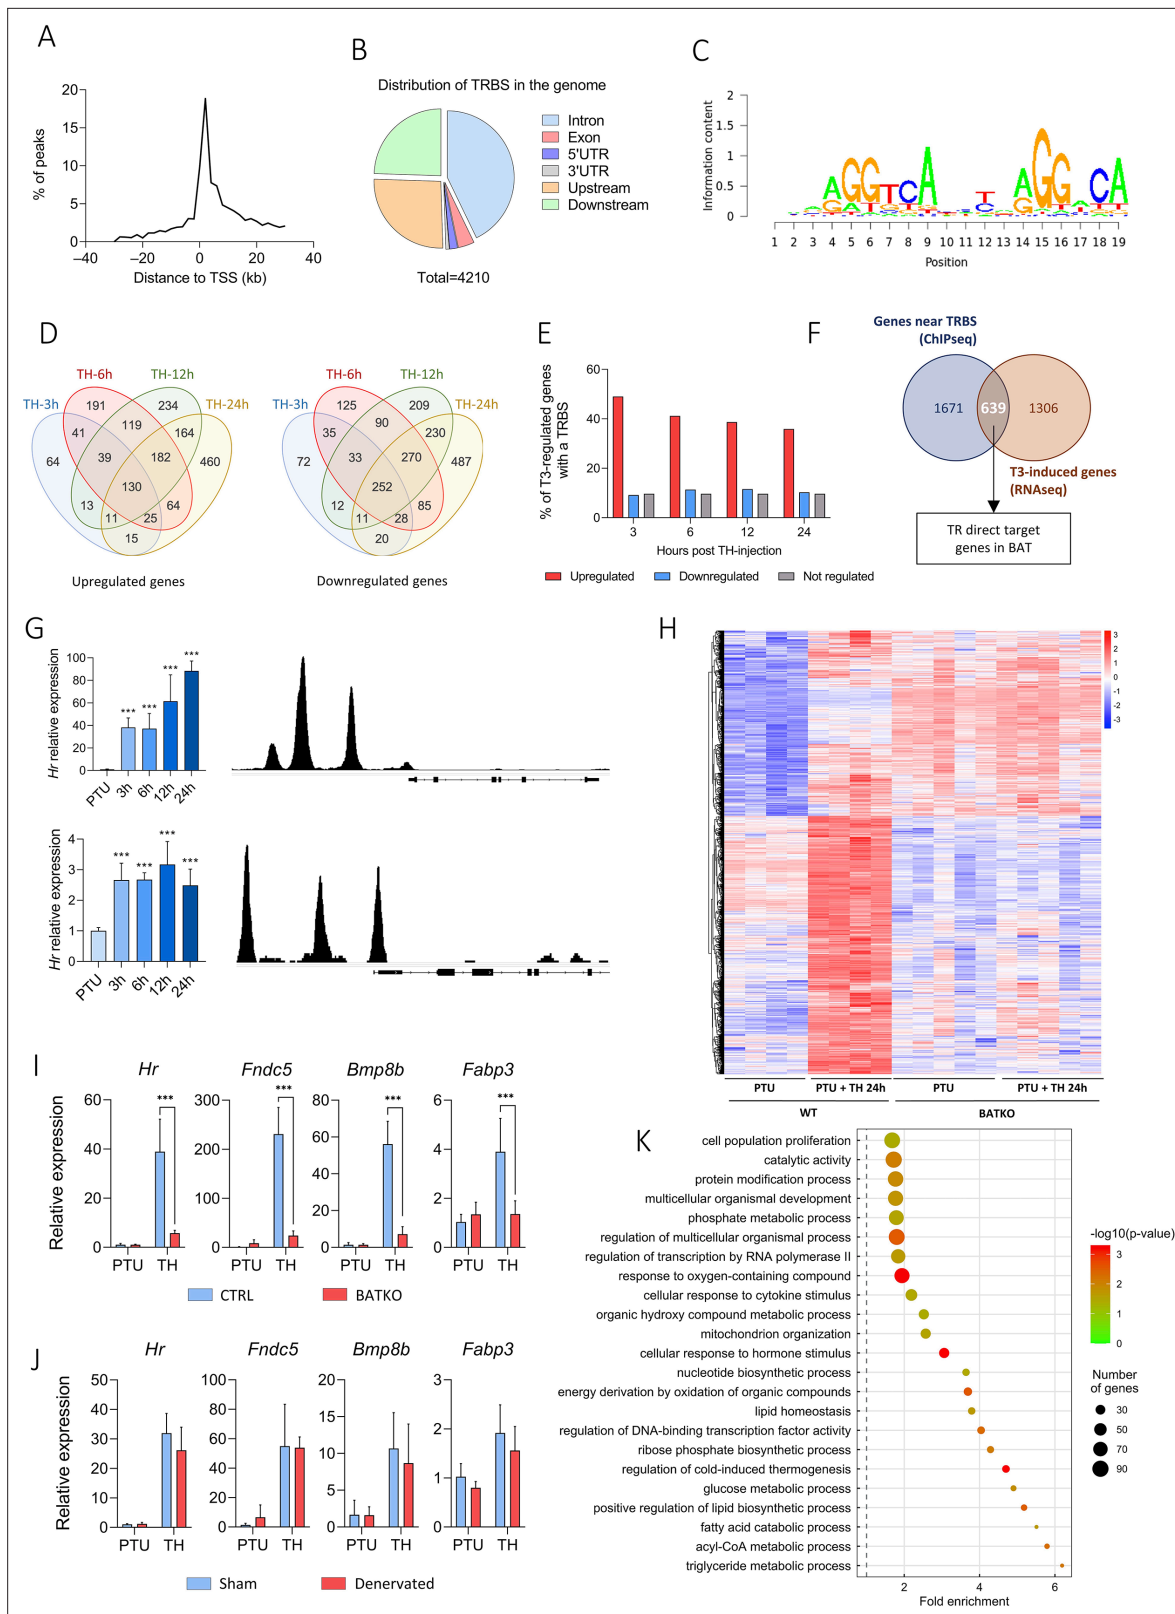 A
% of peaks
20
15
10
5
0
−40
−20
0
20
40
Distance to TSS (kb)
B
Distribution of TRBS in the genome
Intron
Exon
5'UTR
3'UTR
Upstream
Downstream
Total=4210
C
Information content
2
1.5
1
0.5
0
1 2 3 4 5 6 7 8 9 10 11 12 13 14 15 16 17 18 19
Position
D
TH-3h
TH-6h
TH-12h
TH-24h
191
234
41
119
164
64
39
182
460
130
13
11
25
64
15
Upregulated genes
TH-3h
TH-6h
TH-12h
TH-24h
125
209
35
90
230
72
33
270
487
252
12
11
28
85
20
Downregulated genes
E
% of T3-regulated genes
with a TRBS
60
40
20
0
3
6
12
24
Hours post TH-injection
Upregulated
Downregulated
Not regulated
F
Genes near TRBS
(ChIPseq)
1671
639
1306
T3-induced genes
(RNAseq)
TR direct target
genes in BAT
G
Hr relative expression
100
80
60
40
20
0
***
***
***
***
PTU
3h
6h
12h
24h
Hr relative expression
4
3
2
1
0
***
***
***
***
PTU
3h
6h
12h
24h
H
3
2
1
0
-1
-2
-3
PTU
PTU + TH 24h
PTU
PTU + TH 24h
WT
BATKO
I
Relative expression
Hr
60
40
20
0
***
PTU
TH
Fndc5
300
200
100
0
***
PTU
TH
Bmp8b
80
60
40
20
0
***
PTU
TH
Fabp3
6
4
2
0
***
PTU
TH
CTRL
BATKO
J
Relative expression
Hr
50
40
30
20
10
0
PTU
TH
Fndc5
100
80
60
40
20
0
PTU
TH
Bmp8b
20
15
10
5
0
PTU
TH
Fabp3
3
2
1
0
PTU
TH
Sham
Denervated
K
cell population proliferation
catalytic activity
protein modification process
multicellular organismal development
phosphate metabolic process
regulation of multicellular organismal process
regulation of transcription by RNA polymerase II
response to oxygen-containing compound
cellular response to cytokine stimulus
organic hydroxy compound metabolic process
mitochondrion organization
cellular response to hormone stimulus
nucleotide biosynthetic process
energy derivation by oxidation of organic compounds
lipid homeostasis
regulation of DNA-binding transcription factor activity
ribose phosphate biosynthetic process
regulation of cold-induced thermogenesis
glucose metabolic process
positive regulation of lipid biosynthetic process
fatty acid catabolic process
acyl-CoA metabolic process
triglyceride metabolic process
2
4
6
Fold enrichment
-log10(p-value)
3
2
1
0
Number
of genes
30
50
70
90